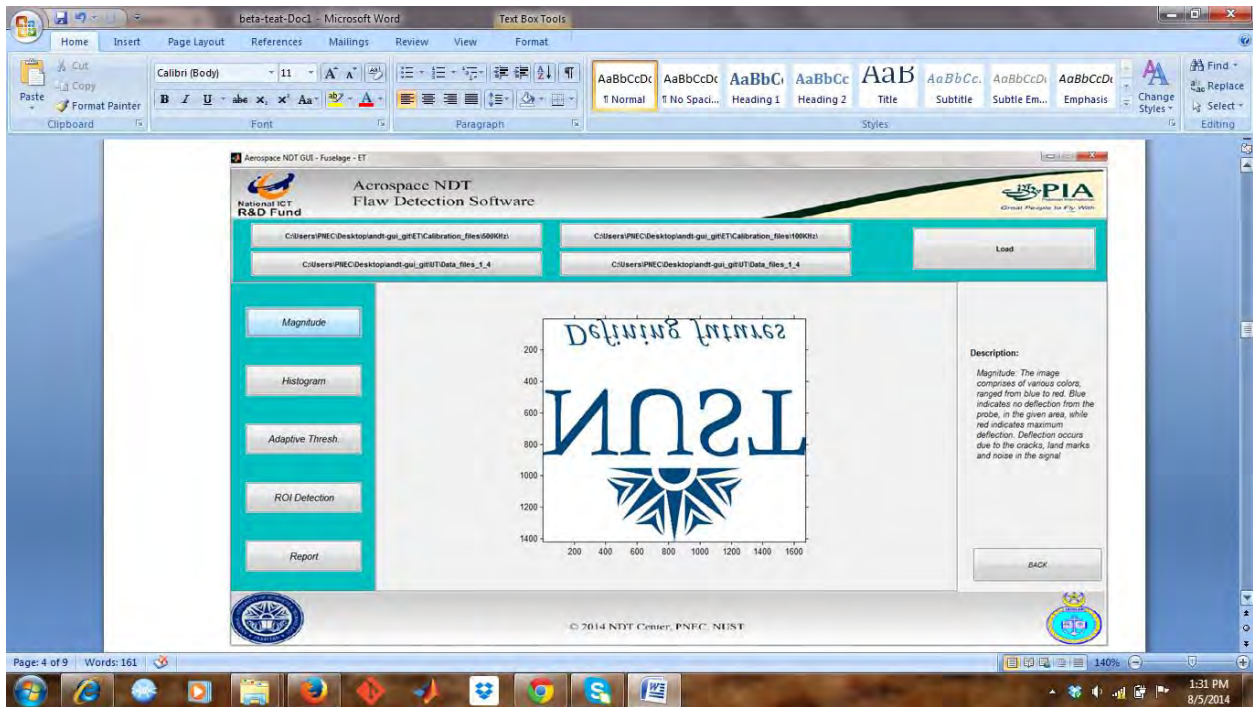 beta-teat-Doc1 - Microsoft Word
Text Box Tools
Home Insert Page Layout References Mailings Review View Format
Paste
Cut
Copy
Format Painter
Clipboard
Calibri (Body) 11
Font
Paragraph
AaBbCcDc AaBbCcDc AaBbC AaBbCc AaB AaBbCc. AaBbCcDi AaBbCcDc
¶ Normal ¶ No Spaci... Heading 1 Heading 2 Title Subtitle Subtle Em... Emphasis
Change Styles
Styles
Find
Replace
Select
Editing
Aerospace NDT GUI - Fuselage - ET
National ICT
R&D Fund
Aerospace NDT
Flaw Detection Software
PIA
Pakistan International
Great People to Fly With
C:\Users\PNEC\Desktop\andt-gui_git\ET\Calibration_files\500KHz\
C:\Users\PNEC\Desktop\andt-gui_git\ET\Calibration_files\100KHz\
C:\Users\PNEC\Desktop\andt-gui_git\UT\Data_files_1_4
C:\Users\PNEC\Desktop\andt-gui_git\UT\Data_files_1_4
Load
Magnitude
Histogram
Adaptive Thresh.
ROI Detection
Report
Defining futures
NUST
200
400
600
800
1000
1200
1400
200 400 600 800 1000 1200 1400 1600
Description:
Magnitude: The image
comprises of various colors,
ranged from blue to red. Blue
indicates no deflection from the
probe, in the given area, while
red indicates maximum
deflection. Deflection occurs
due to the cracks, land marks
and noise in the signal
BACK
© 2014 NDT Center, PNEC, NUST
Page: 4 of 9 Words: 161
140%
1:31 PM
8/5/2014